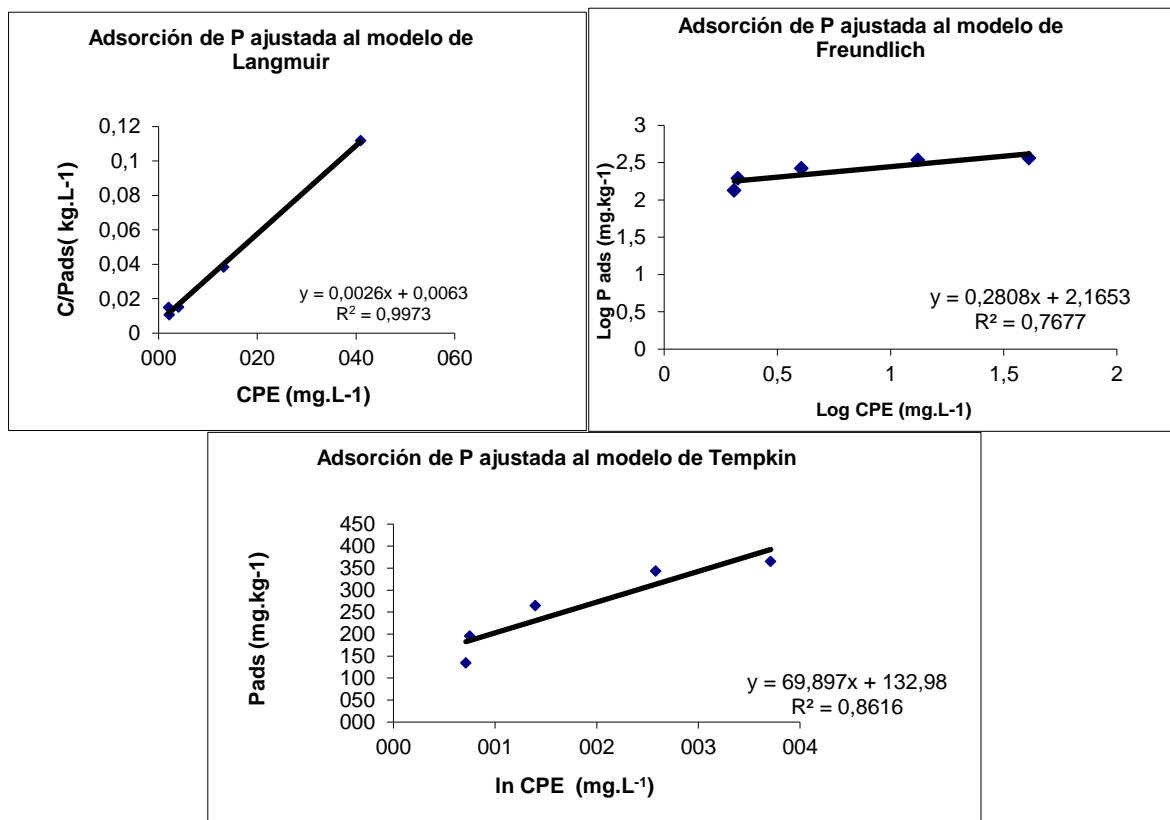 Adsorción de P ajustada al modelo de
Langmuir
0,12
0,1
0,08
0,06
0,04
0,02
0
C/Pads( kg.L-1)
y = 0,0026x + 0,0063
R² = 0,9973
000 020 040 060
CPE (mg.L-1)
Adsorción de P ajustada al modelo de
Freundlich
3
2,5
2
1,5
1
0,5
0
Log P ads (mg.kg-1)
y = 0,2808x + 2,1653
R² = 0,7677
0 0,5 1 1,5 2
Log CPE (mg.L-1)
Adsorción de P ajustada al modelo de Tempkin
450
400
350
300
250
200
150
100
050
000
Pads (mg.kg-1)
y = 69,897x + 132,98
R² = 0,8616
000 001 002 003 004
ln CPE (mg.L-1)